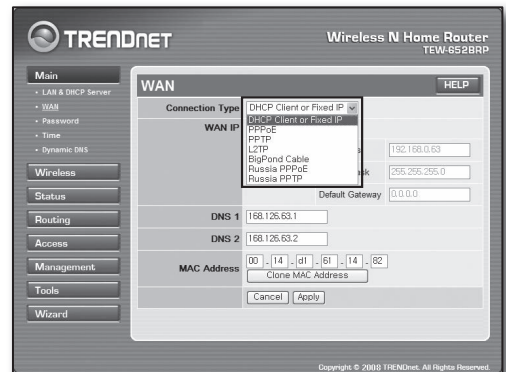 TRENDNET
Wireless N Home Router
TEW-652BRP
Main
• LAN & DHCP Server
• WAN
• Password
• Time
• Dynamic DNS
Wireless
Status
Routing
Access
Management
Tools
Wizard
WAN
HELP
Connection Type DHCP Client or Fixed IP
DHCP Client or Fixed IP
PPPoE
PPTP
L2TP
BigPond Cable
Russia PPPoE
Russia PPTP
WAN IP
192.168.0.63
255.255.255.0
Default Gateway 0.0.0.0
DNS 1 168.126.63.1
DNS 2 168.126.63.2
MAC Address 00 - 14 - d1 - 61 - 14 - 82
Clone MAC Address
Cancel Apply
Copyright © 2008 TRENDnet. All Rights Reserved.